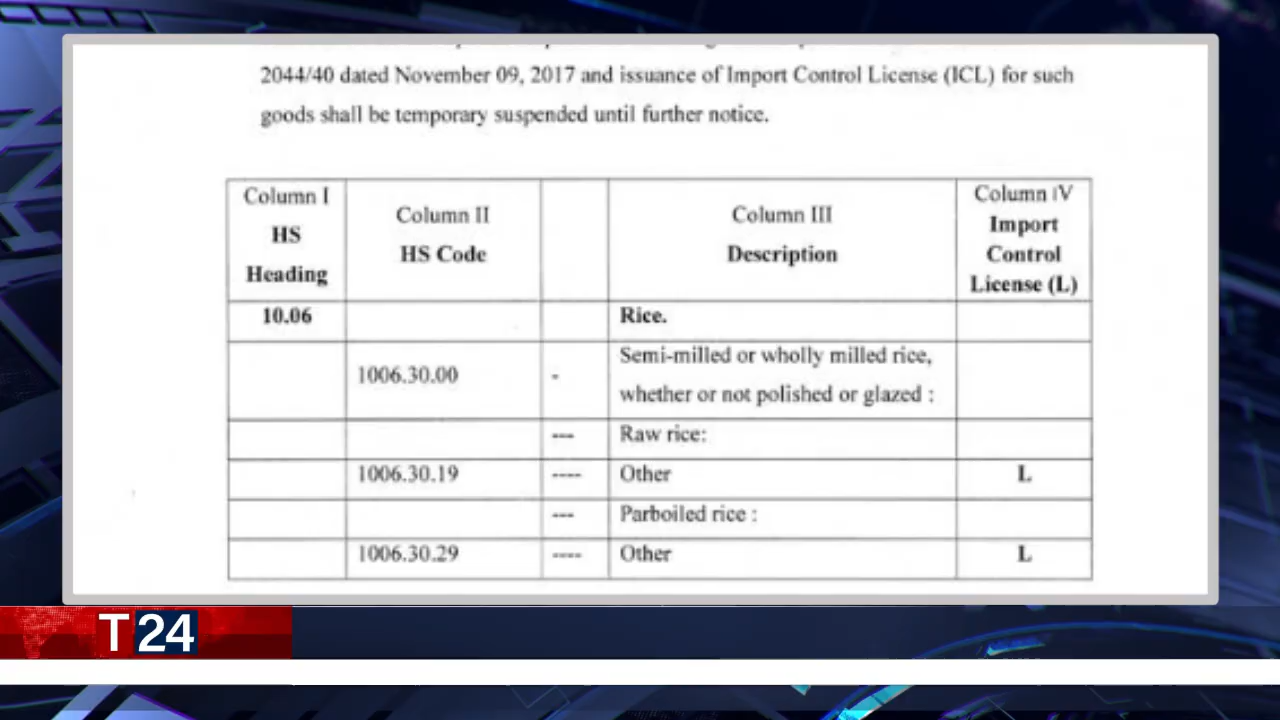 2044/40 dated November 09, 2017 and issuance of Import Control License (ICL) for such
goods shall be temporary suspended until further notice.
Column I
HS
Heading
Column II
HS Code
Column III
Description
Column IV
Import
Control
License (L)
10.06
Rice.
1006.30.00
-
Semi-milled or wholly milled rice,
whether or not polished or glazed :
--- Raw rice:
1006.30.19 ---- Other L
--- Parboiled rice :
1006.30.29 ---- Other L
T24